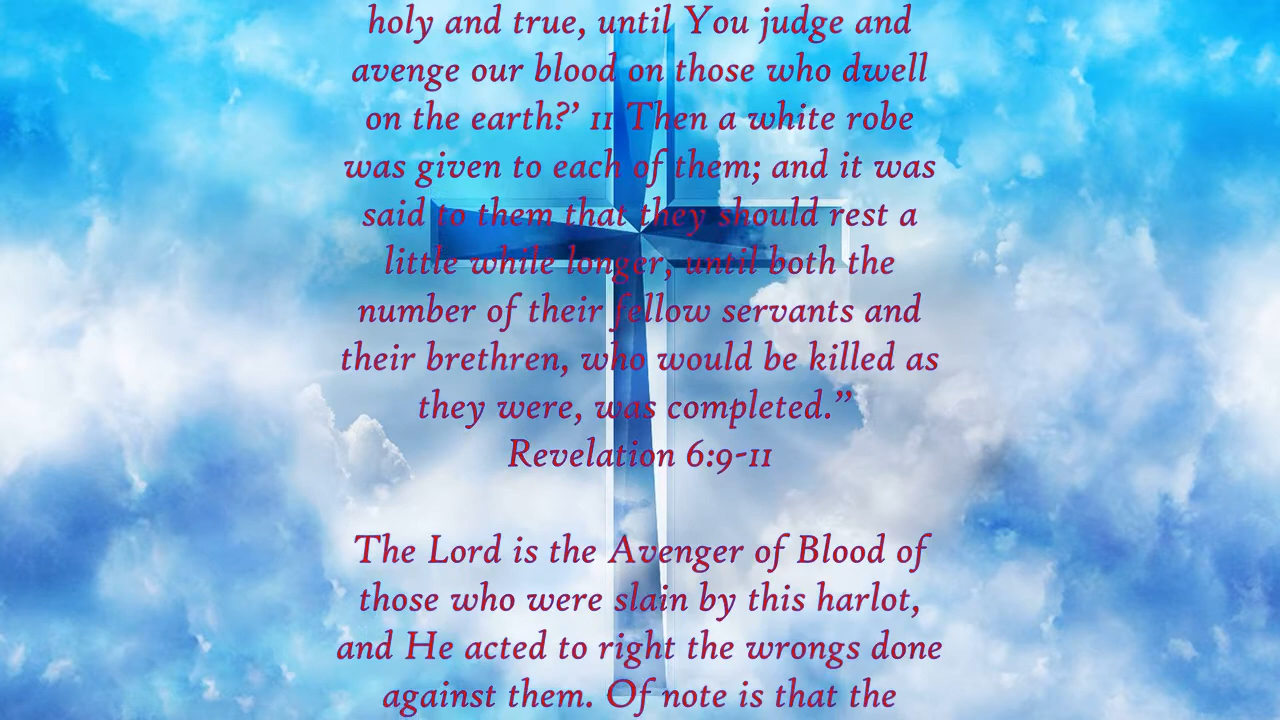 holy and true, until You judge and
avenge our blood on those who dwell
on the earth?’ 11 Then a white robe
was given to each of them; and it was
said to them that they should rest a
little while longer, until both the
number of their fellow servants and
their brethren, who would be killed as
they were, was completed.”
Revelation 6:9-11
The Lord is the Avenger of Blood of
those who were slain by this harlot,
and He acted to right the wrongs done
against them. Of note is that the